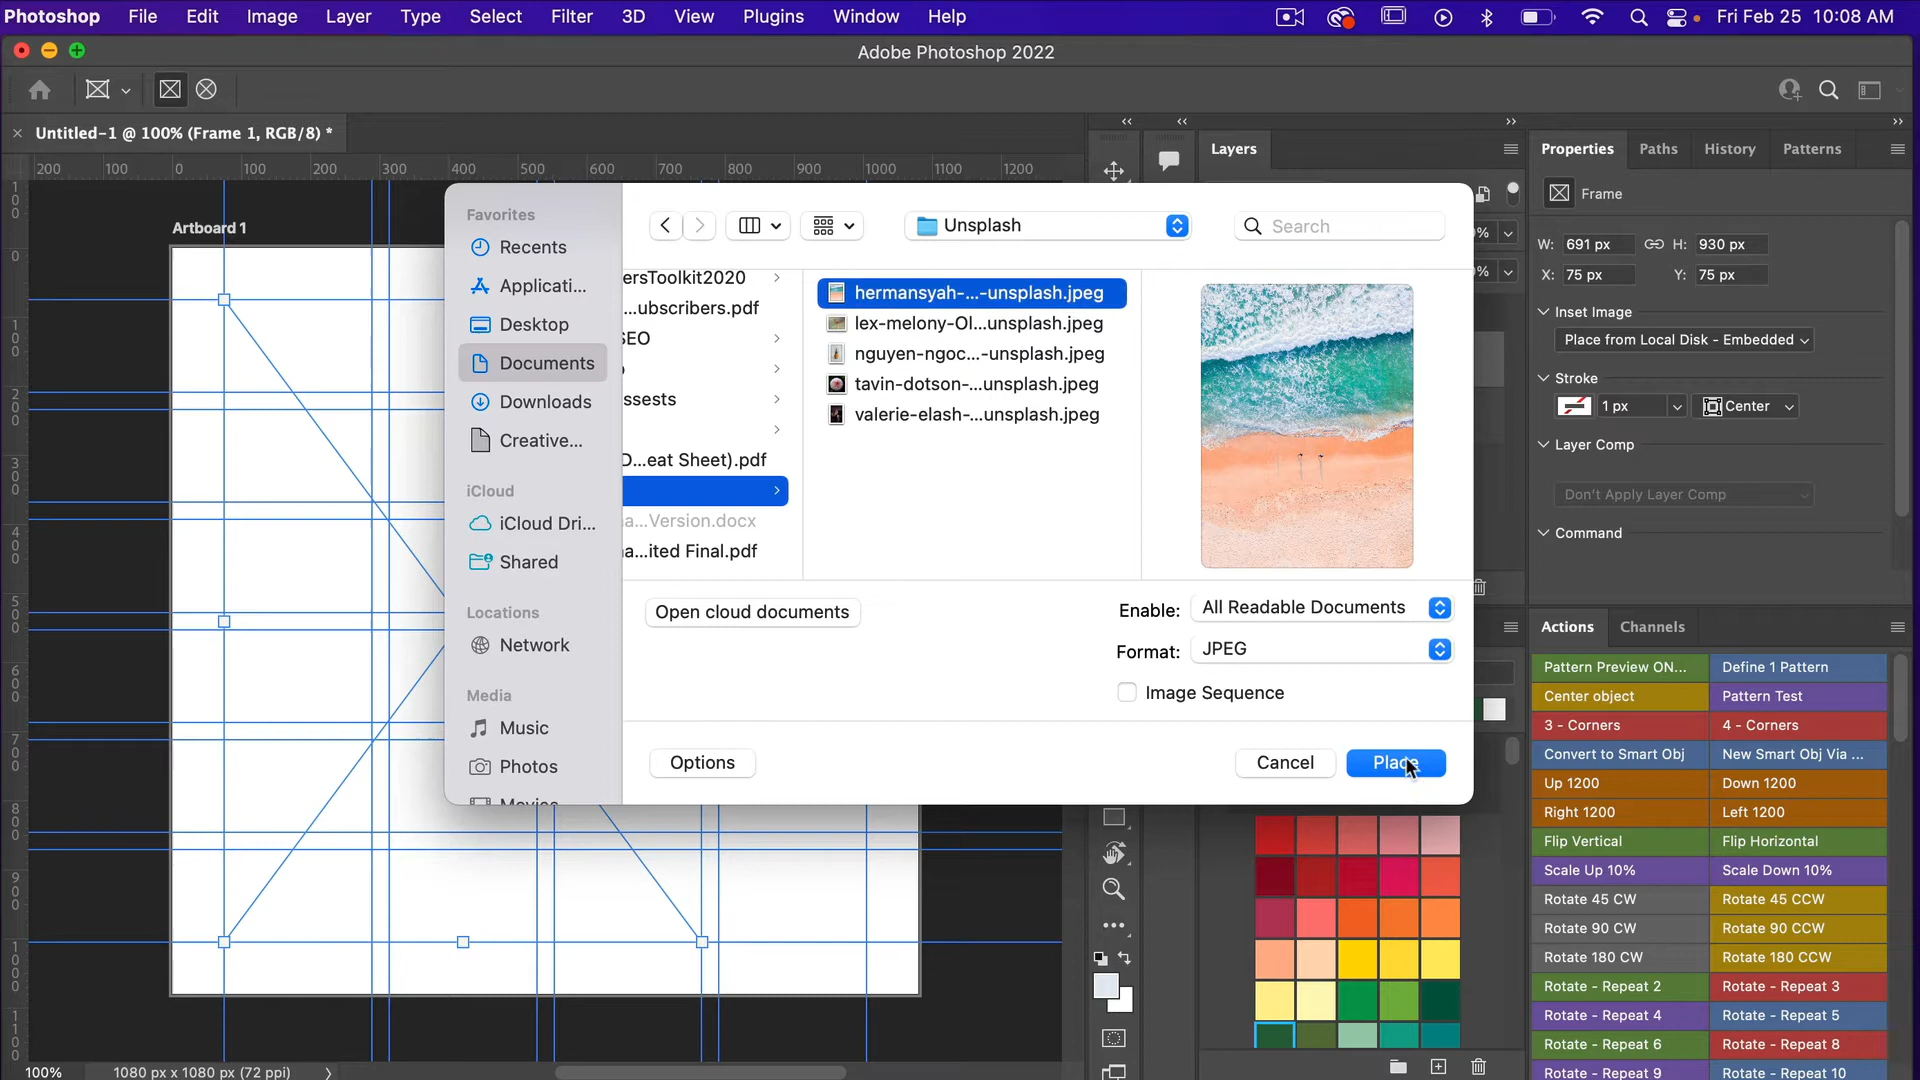 Photoshop File Edit Image Layer Type Select Filter 3D View Plugins Window Help Fri Feb 25 10:08 AM
Adobe Photoshop 2022
Untitled-1 @ 100% (Frame 1, RGB/8) *
200 100 0 100 200 300 400 500 600 700 800 900 1000 1100 1200
Artboard 1
Favorites
Recents
Applicati...
Desktop
Documents
Downloads
Creative...
iCloud
iCloud Dri...
Shared
Locations
Network
Media
Music
Photos
Unsplash
Search
ersToolkit2020
...ubscribers.pdf
SEO
ssests
D...eat Sheet).pdf
a...Version.docx
a...ited Final.pdf
hermansyah-...-unsplash.jpeg
lex-melony-Ol...unsplash.jpeg
nguyen-ngoc...-unsplash.jpeg
tavin-dotson-...unsplash.jpeg
valerie-elash-...unsplash.jpeg
Open cloud documents
Enable: All Readable Documents
Format: JPEG
Image Sequence
Options
Cancel
Place
Layers
Properties Paths History Patterns
Frame
W: 691 px H: 930 px
X: 75 px Y: 75 px
Inset Image
Place from Local Disk - Embedded
Stroke
1 px Center
Layer Comp
Don't Apply Layer Comp
Command
Actions Channels
Pattern Preview ON... Define 1 Pattern
Center object Pattern Test
3 - Corners 4 - Corners
Convert to Smart Obj New Smart Obj Via ...
Up 1200 Down 1200
Right 1200 Left 1200
Flip Vertical Flip Horizontal
Scale Up 10% Scale Down 10%
Rotate 45 CW Rotate 45 CCW
Rotate 90 CW Rotate 90 CCW
Rotate 180 CW Rotate 180 CCW
Rotate - Repeat 2 Rotate - Repeat 3
Rotate - Repeat 4 Rotate - Repeat 5
Rotate - Repeat 6 Rotate - Repeat 8
Rotate - Repeat 9 Rotate - Repeat 10
100% 1080 px x 1080 px (72 ppi)